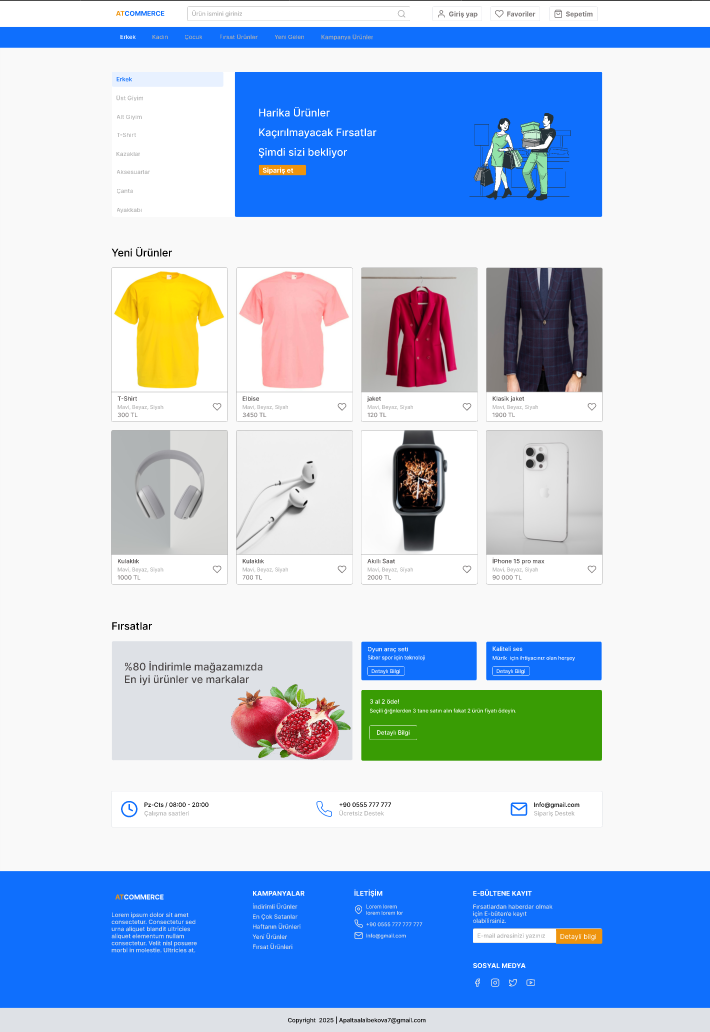 ATCOMMERCE
Ürün ismini giriniz
Giriş yap
Favoriler
Sepetim
Erkek
Kadın
Çocuk
Fırsat Ürünler
Yeni Gelen
Kampanya Ürünler
Erkek
Üst Giyim
Alt Giyim
T-Shirt
Kazaklar
Aksesuarlar
Çanta
Ayakkabı
Harika Ürünler
Kaçırılmayacak Fırsatlar
Şimdi sizi bekliyor
Sipariş et
Yeni Ürünler
T-Shirt
Mavi, Beyaz, Siyah
300 TL
Elbise
Mavi, Beyaz, Siyah
3450 TL
jaket
Mavi, Beyaz, Siyah
120 TL
Klasik jaket
Mavi, Beyaz, Siyah
1900 TL
Kulaklık
Mavi, Beyaz, Siyah
1000 TL
Kulaklık
Mavi, Beyaz, Siyah
700 TL
Akıllı Saat
Mavi, Beyaz, Siyah
2000 TL
IPhone 15 pro max
Mavi, Beyaz, Siyah
90 000 TL
Fırsatlar
%80 İndirimle mağazamızda
En iyi ürünler ve markalar
Oyun araç seti
Siber spor için teknoloji
Detaylı Bilgi
Kaliteli ses
Müzik için ihtiyacınız olan herşey
Detaylı Bilgi
3 al 2 öde!
3 tane satın alın fakat 2 ürün fiyatı ödeyin.
Detaylı Bilgi
Pz-Cts / 08:00 - 20:00
Çalışma saatleri
+90 0555 777 777
Ücretsiz Destek
Info@gmail.com
Sipariş Destek
ATCOMMERCE
Lorem ipsum dolor sit amet
consectetur. Consectetur sed
urna aliquet blandit ultricies
aliquet elementum nullam
consectetur. Velit nisl posuere
morbi in molestie. Ultricies at.
KAMPANYALAR
İndirimli Ürünler
En Çok Satanlar
Haftanın Ürünleri
Yeni Ürünler
Fırsat Ürünleri
İLETİŞİM
Lorem lorem
lorem lorem lor
+90 0555 777 777 777
info@gmail.com
E-BÜLTENE KAYIT
Fırsatlardan haberdar olmak
için E-bültene kayıt
olabilirsiniz.
E-mail adresinizi yazınız
Detaylı bilgi
SOSYAL MEDYA
Copyright 2025 | Apaltsalaibekova7@gmail.com